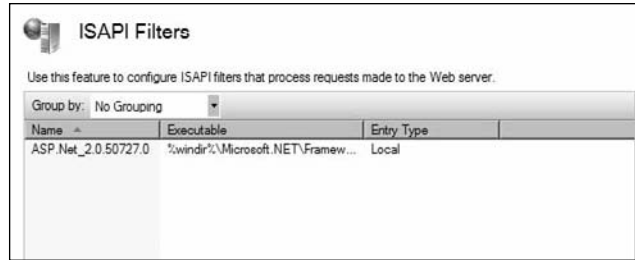 ISAPI Filters
Use this feature to configure ISAPI filters that process requests made to the Web server.
Group by: No Grouping
Name Executable Entry Type
ASP.Net_2.0.50727.0 %windir%\Microsoft.NET\Framew... Local